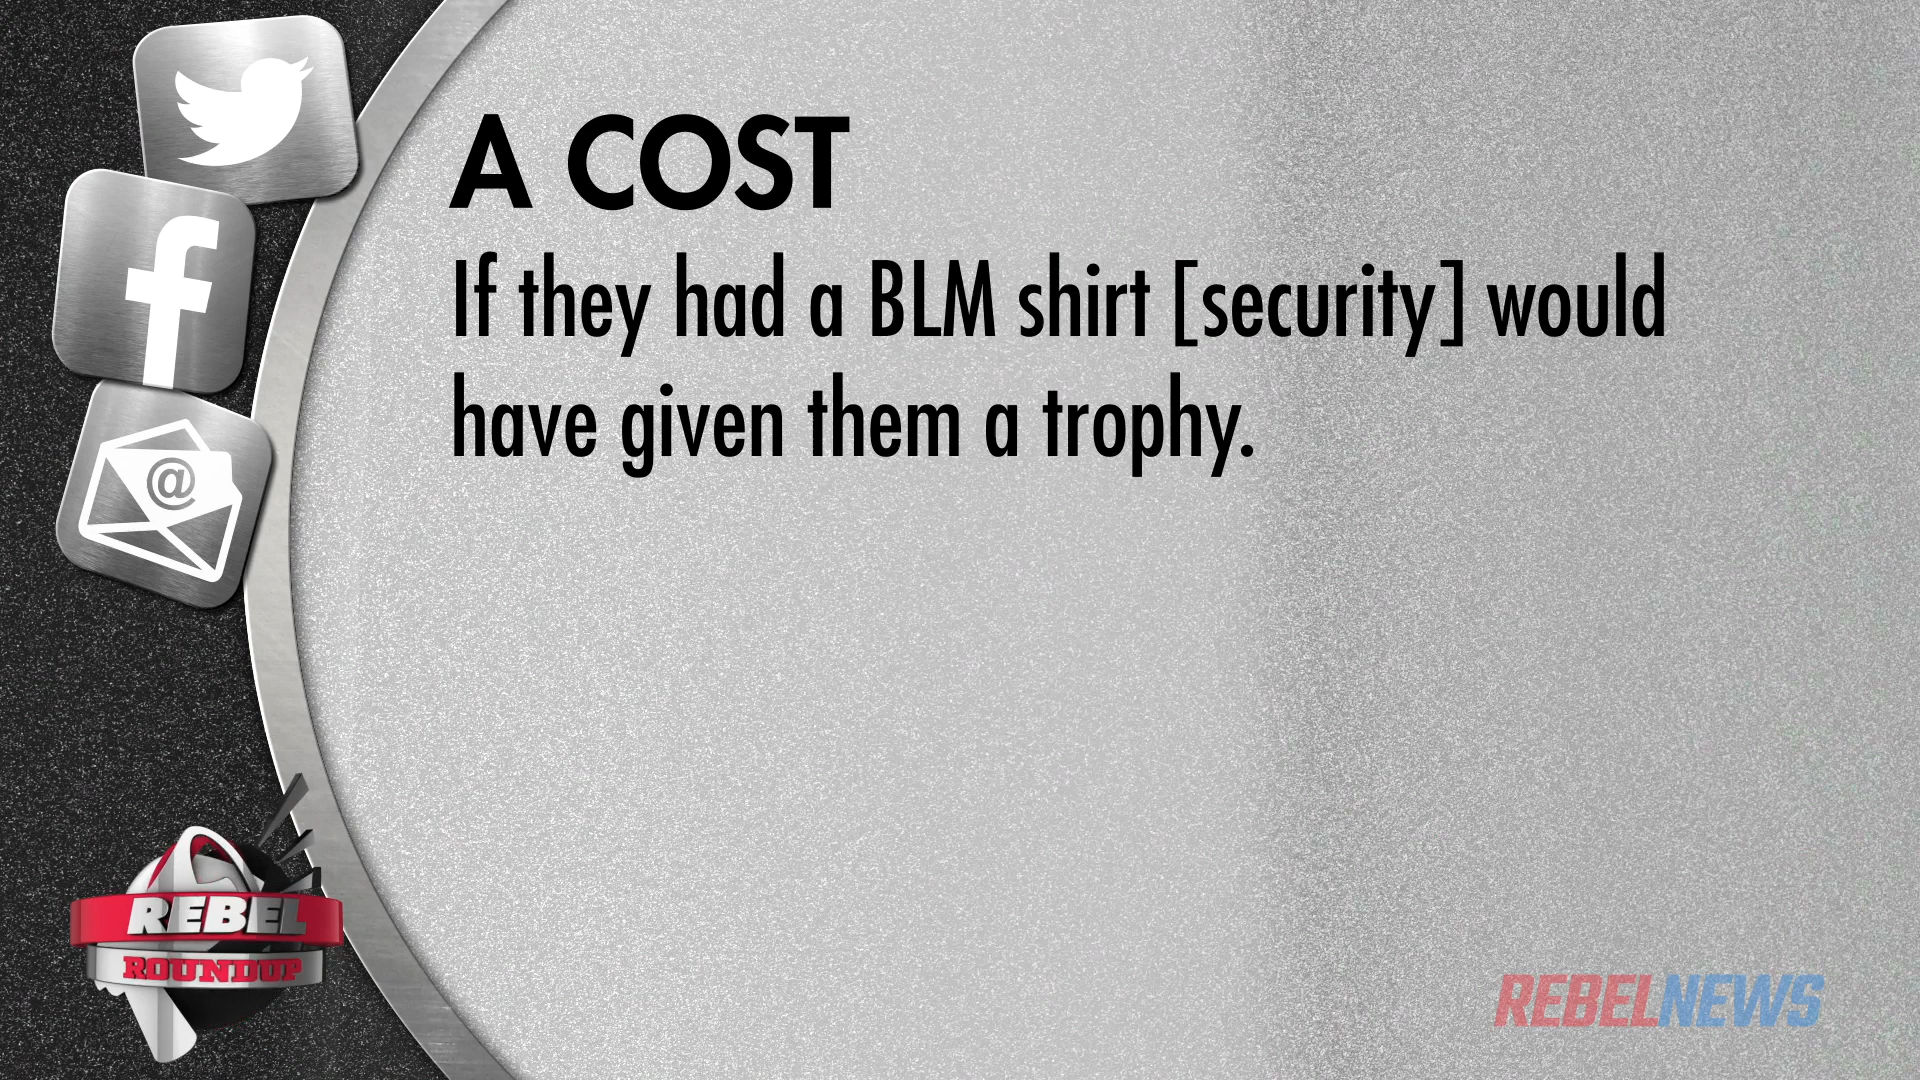 A COST
If they had a BLM shirt [security] would
have given them a trophy.
@
REBEL
ROUNDUP
REBELNEWS